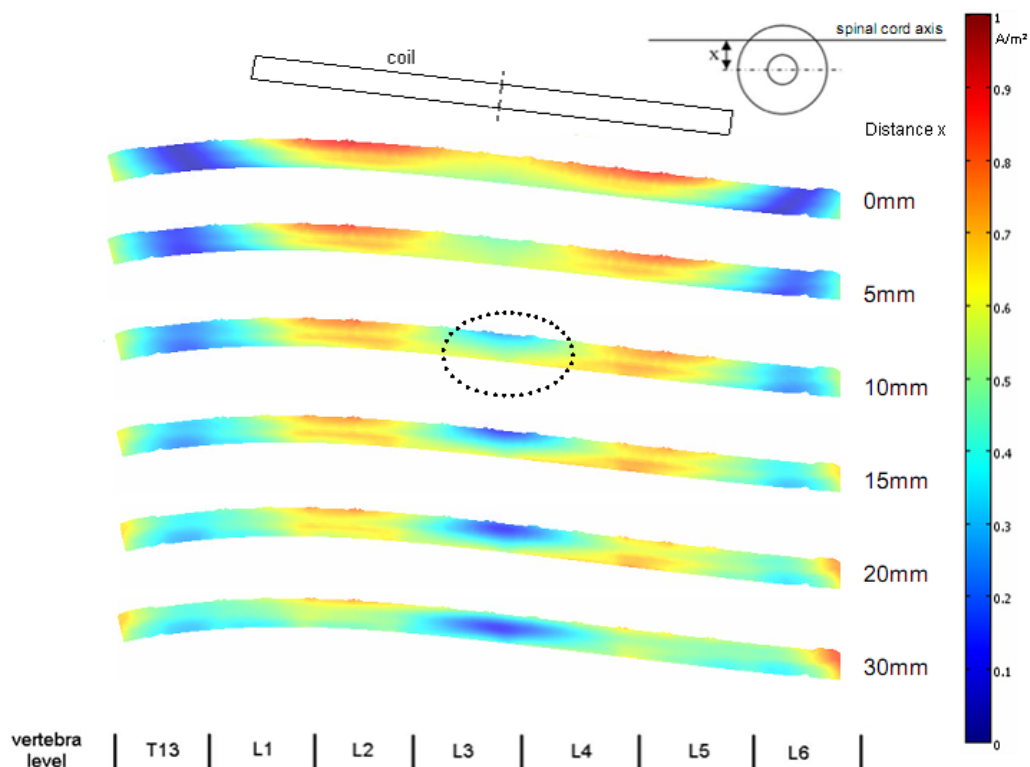 spinal cord axis
coil
x
1
A/m²
0.9
0.8
0.7
0.6
0.5
0.4
0.3
0.2
0.1
0
Distance x
0mm
5mm
10mm
15mm
20mm
30mm
vertebra
level
T13 L1 L2 L3 L4 L5 L6